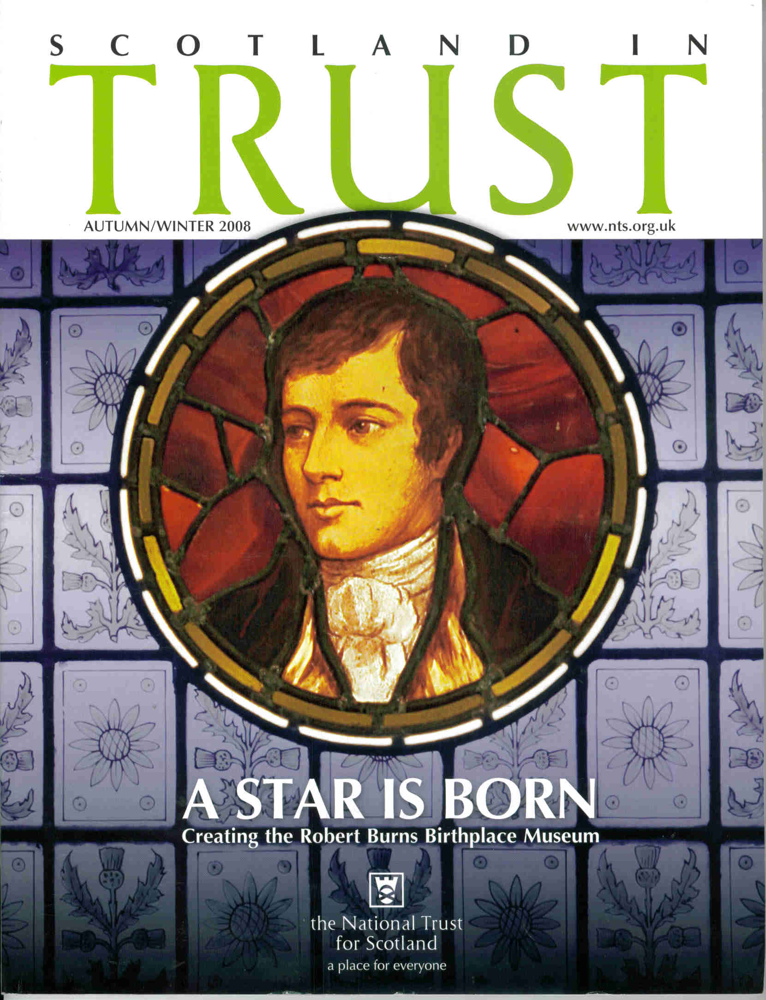 SCOTLAND IN
TRUST
AUTUMN/WINTER 2008
www.nts.org.uk
A STAR IS BORN
Creating the Robert Burns Birthplace Museum
the National Trust
for Scotland
a place for everyone